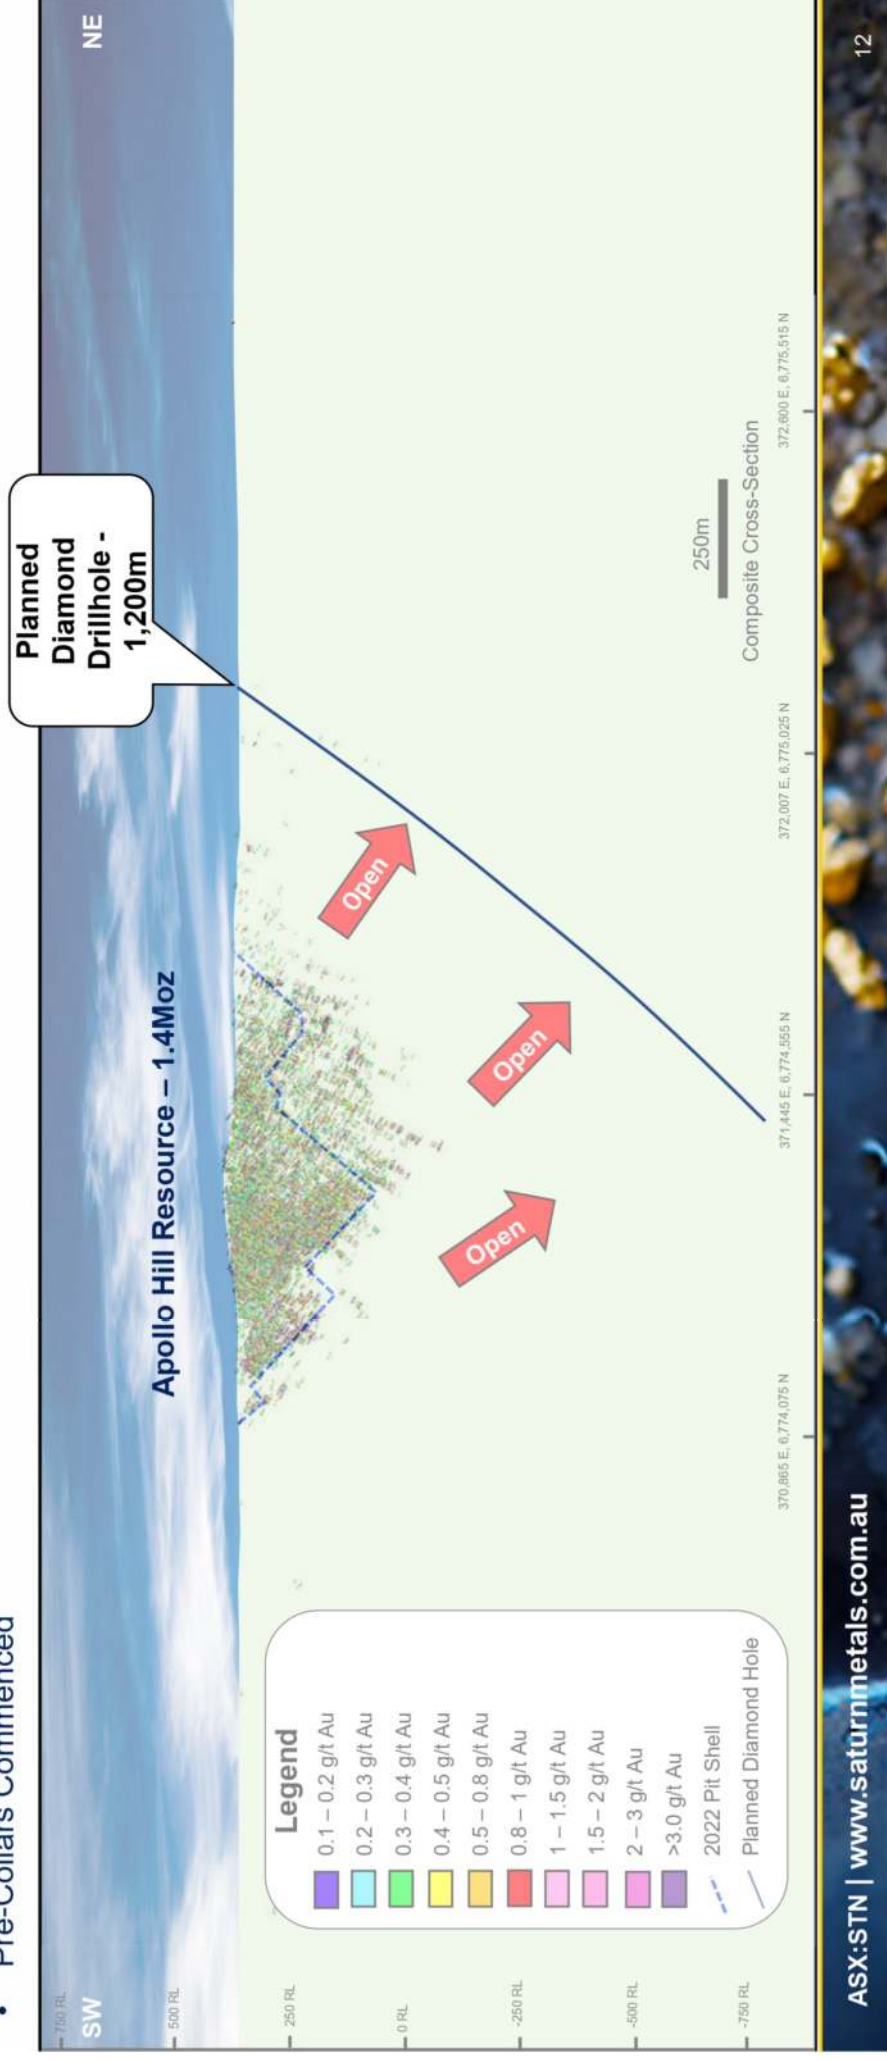 • Pre-Collars Commenced
Planned
Diamond
Drillhole -
1,200m
SW
NE
Apollo Hill Resource – 1.4Moz
750 RL
500 RL
250 RL
0 RL
-250 RL
-500 RL
-750 RL
Open
Open
Open
Legend
0.1 – 0.2 g/t Au
0.2 – 0.3 g/t Au
0.3 – 0.4 g/t Au
0.4 – 0.5 g/t Au
0.5 – 0.8 g/t Au
0.8 – 1 g/t Au
1 – 1.5 g/t Au
1.5 – 2 g/t Au
2 – 3 g/t Au
>3.0 g/t Au
2022 Pit Shell
Planned Diamond Hole
250m
Composite Cross-Section
370,865 E, 6,774,075 N
371,445 E, 6,774,555 N
372,007 E, 6,775,025 N
372,600 E, 6,775,515 N
ASX:STN | www.saturnmetals.com.au
12